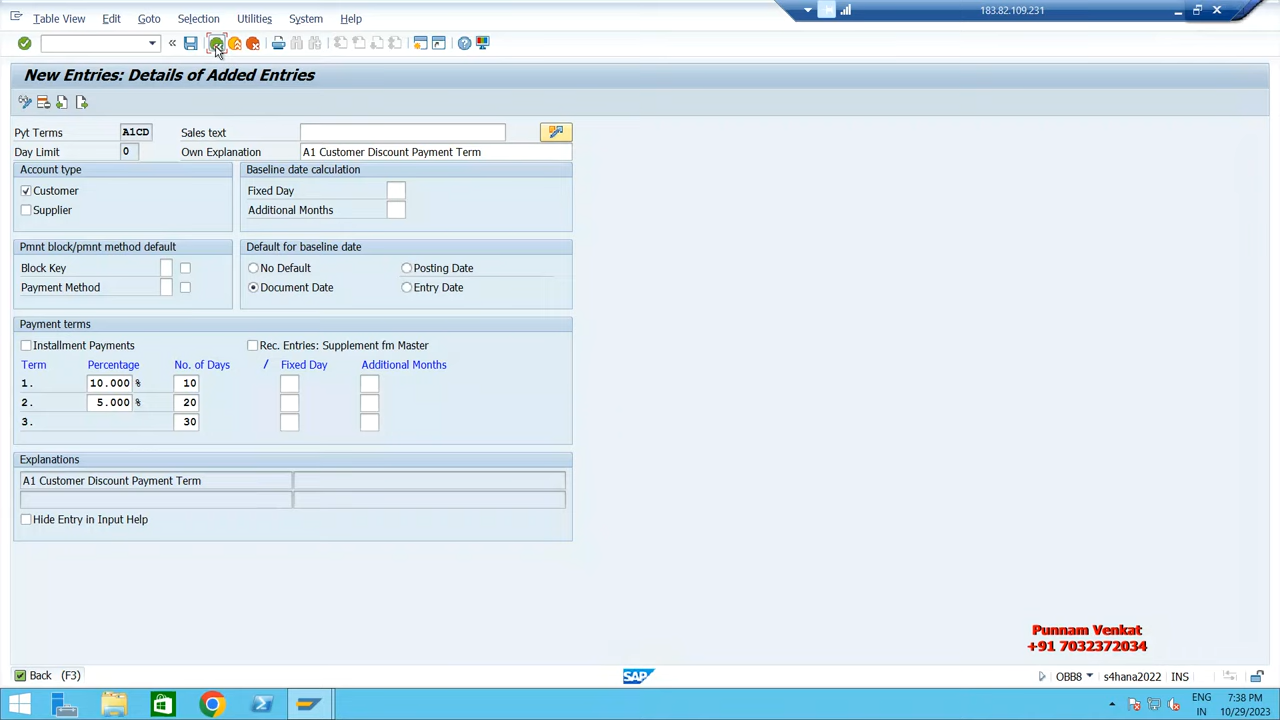 183.82.109.231
Table View Edit Goto Selection Utilities System Help
«
New Entries: Details of Added Entries
Pyt Terms A1CD Sales text
Day Limit 0 Own Explanation A1 Customer Discount Payment Term
Account type Baseline date calculation
Customer Fixed Day
Supplier Additional Months
Pmnt block/pmnt method default Default for baseline date
Block Key No Default Posting Date
Payment Method Document Date Entry Date
Payment terms
Installment Payments Rec. Entries: Supplement fm Master
Term Percentage No. of Days / Fixed Day Additional Months
1. 10.000 % 10
2. 5.000 % 20
3. 30
Explanations
A1 Customer Discount Payment Term
Hide Entry in Input Help
Punnam Venkat
+91 7032372034
Back (F3) SAP OBB8 s4hana2022 INS
ENG 7:38 PM
IN 10/29/2023